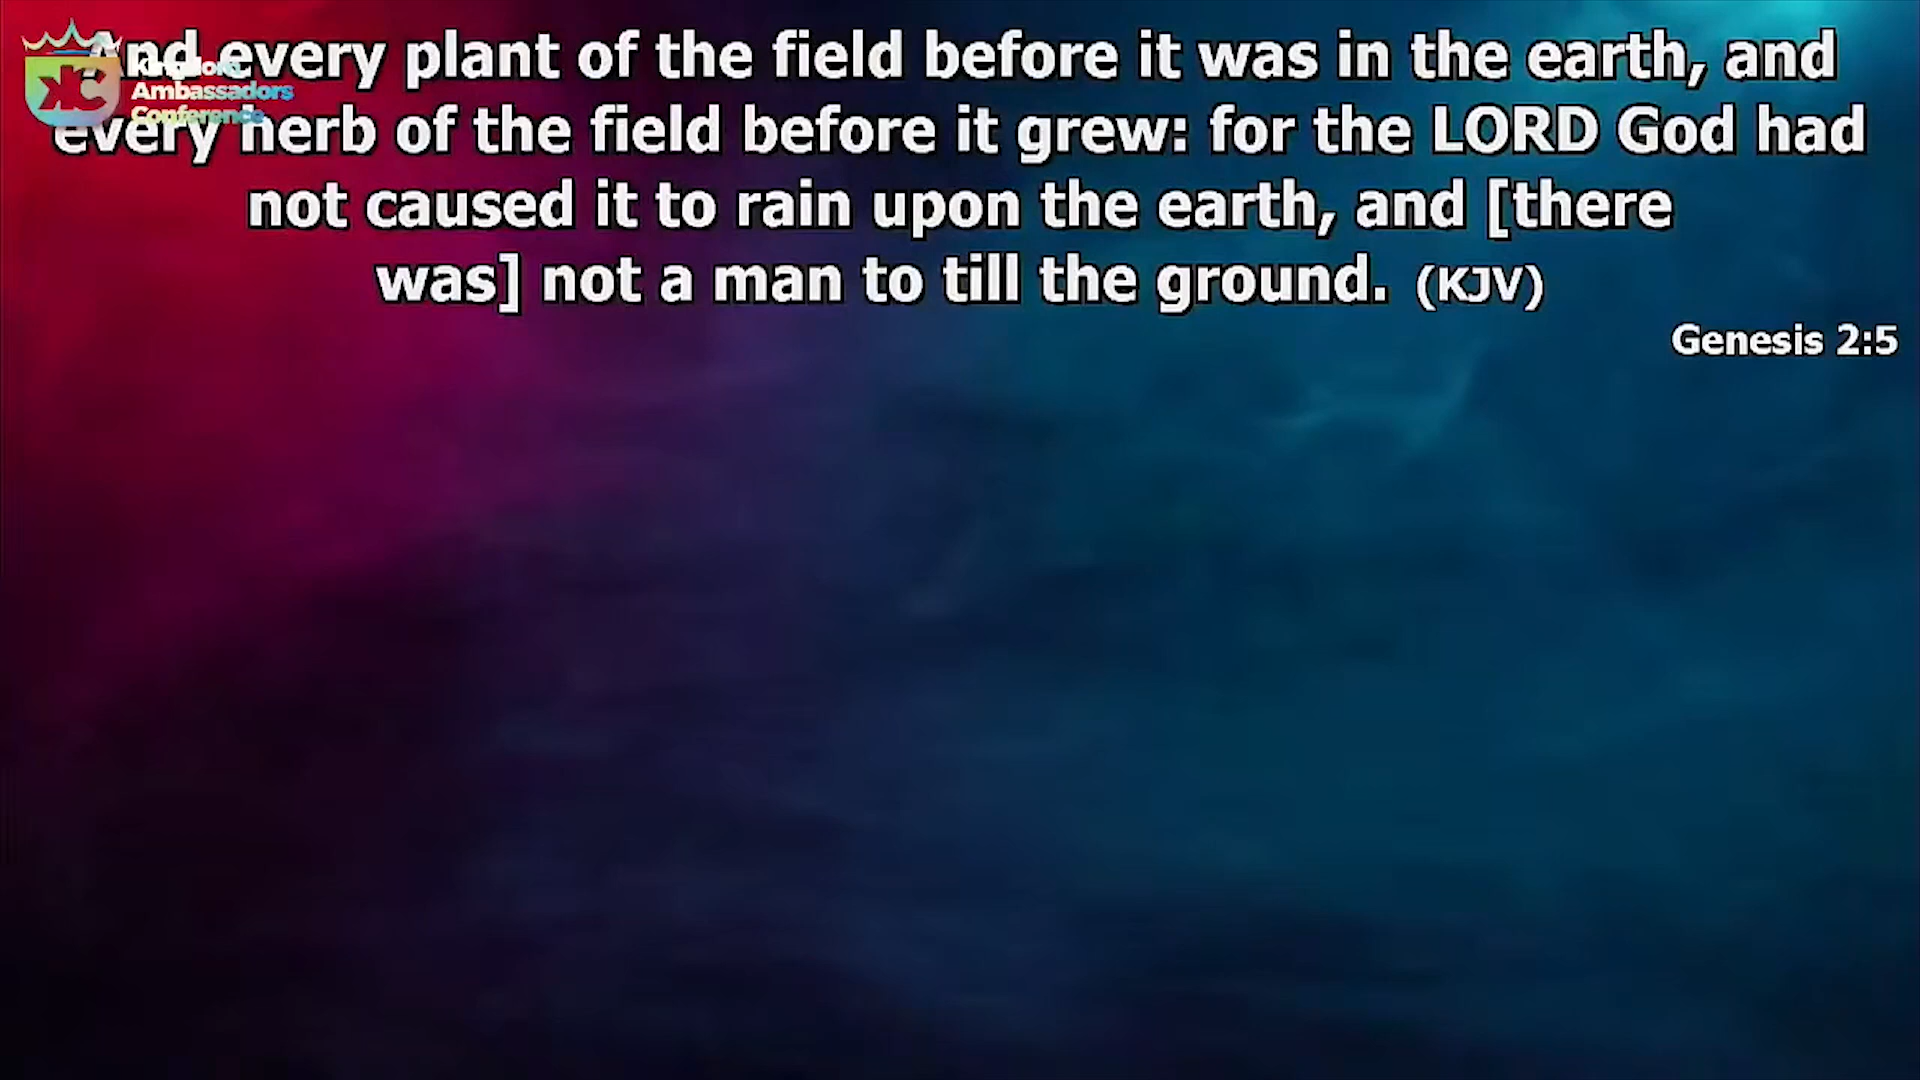 And every plant of the field before it was in the earth, and
every herb of the field before it grew: for the LORD God had
not caused it to rain upon the earth, and [there
was] not a man to till the ground. (KJV)
Genesis 2:5
KC
Kingdom
Ambassadors
Conference